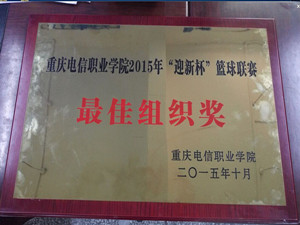 重庆电信职业学院2015年“迎新杯”篮球联赛
最佳组织奖
重庆电信职业学院
二〇一五年十月